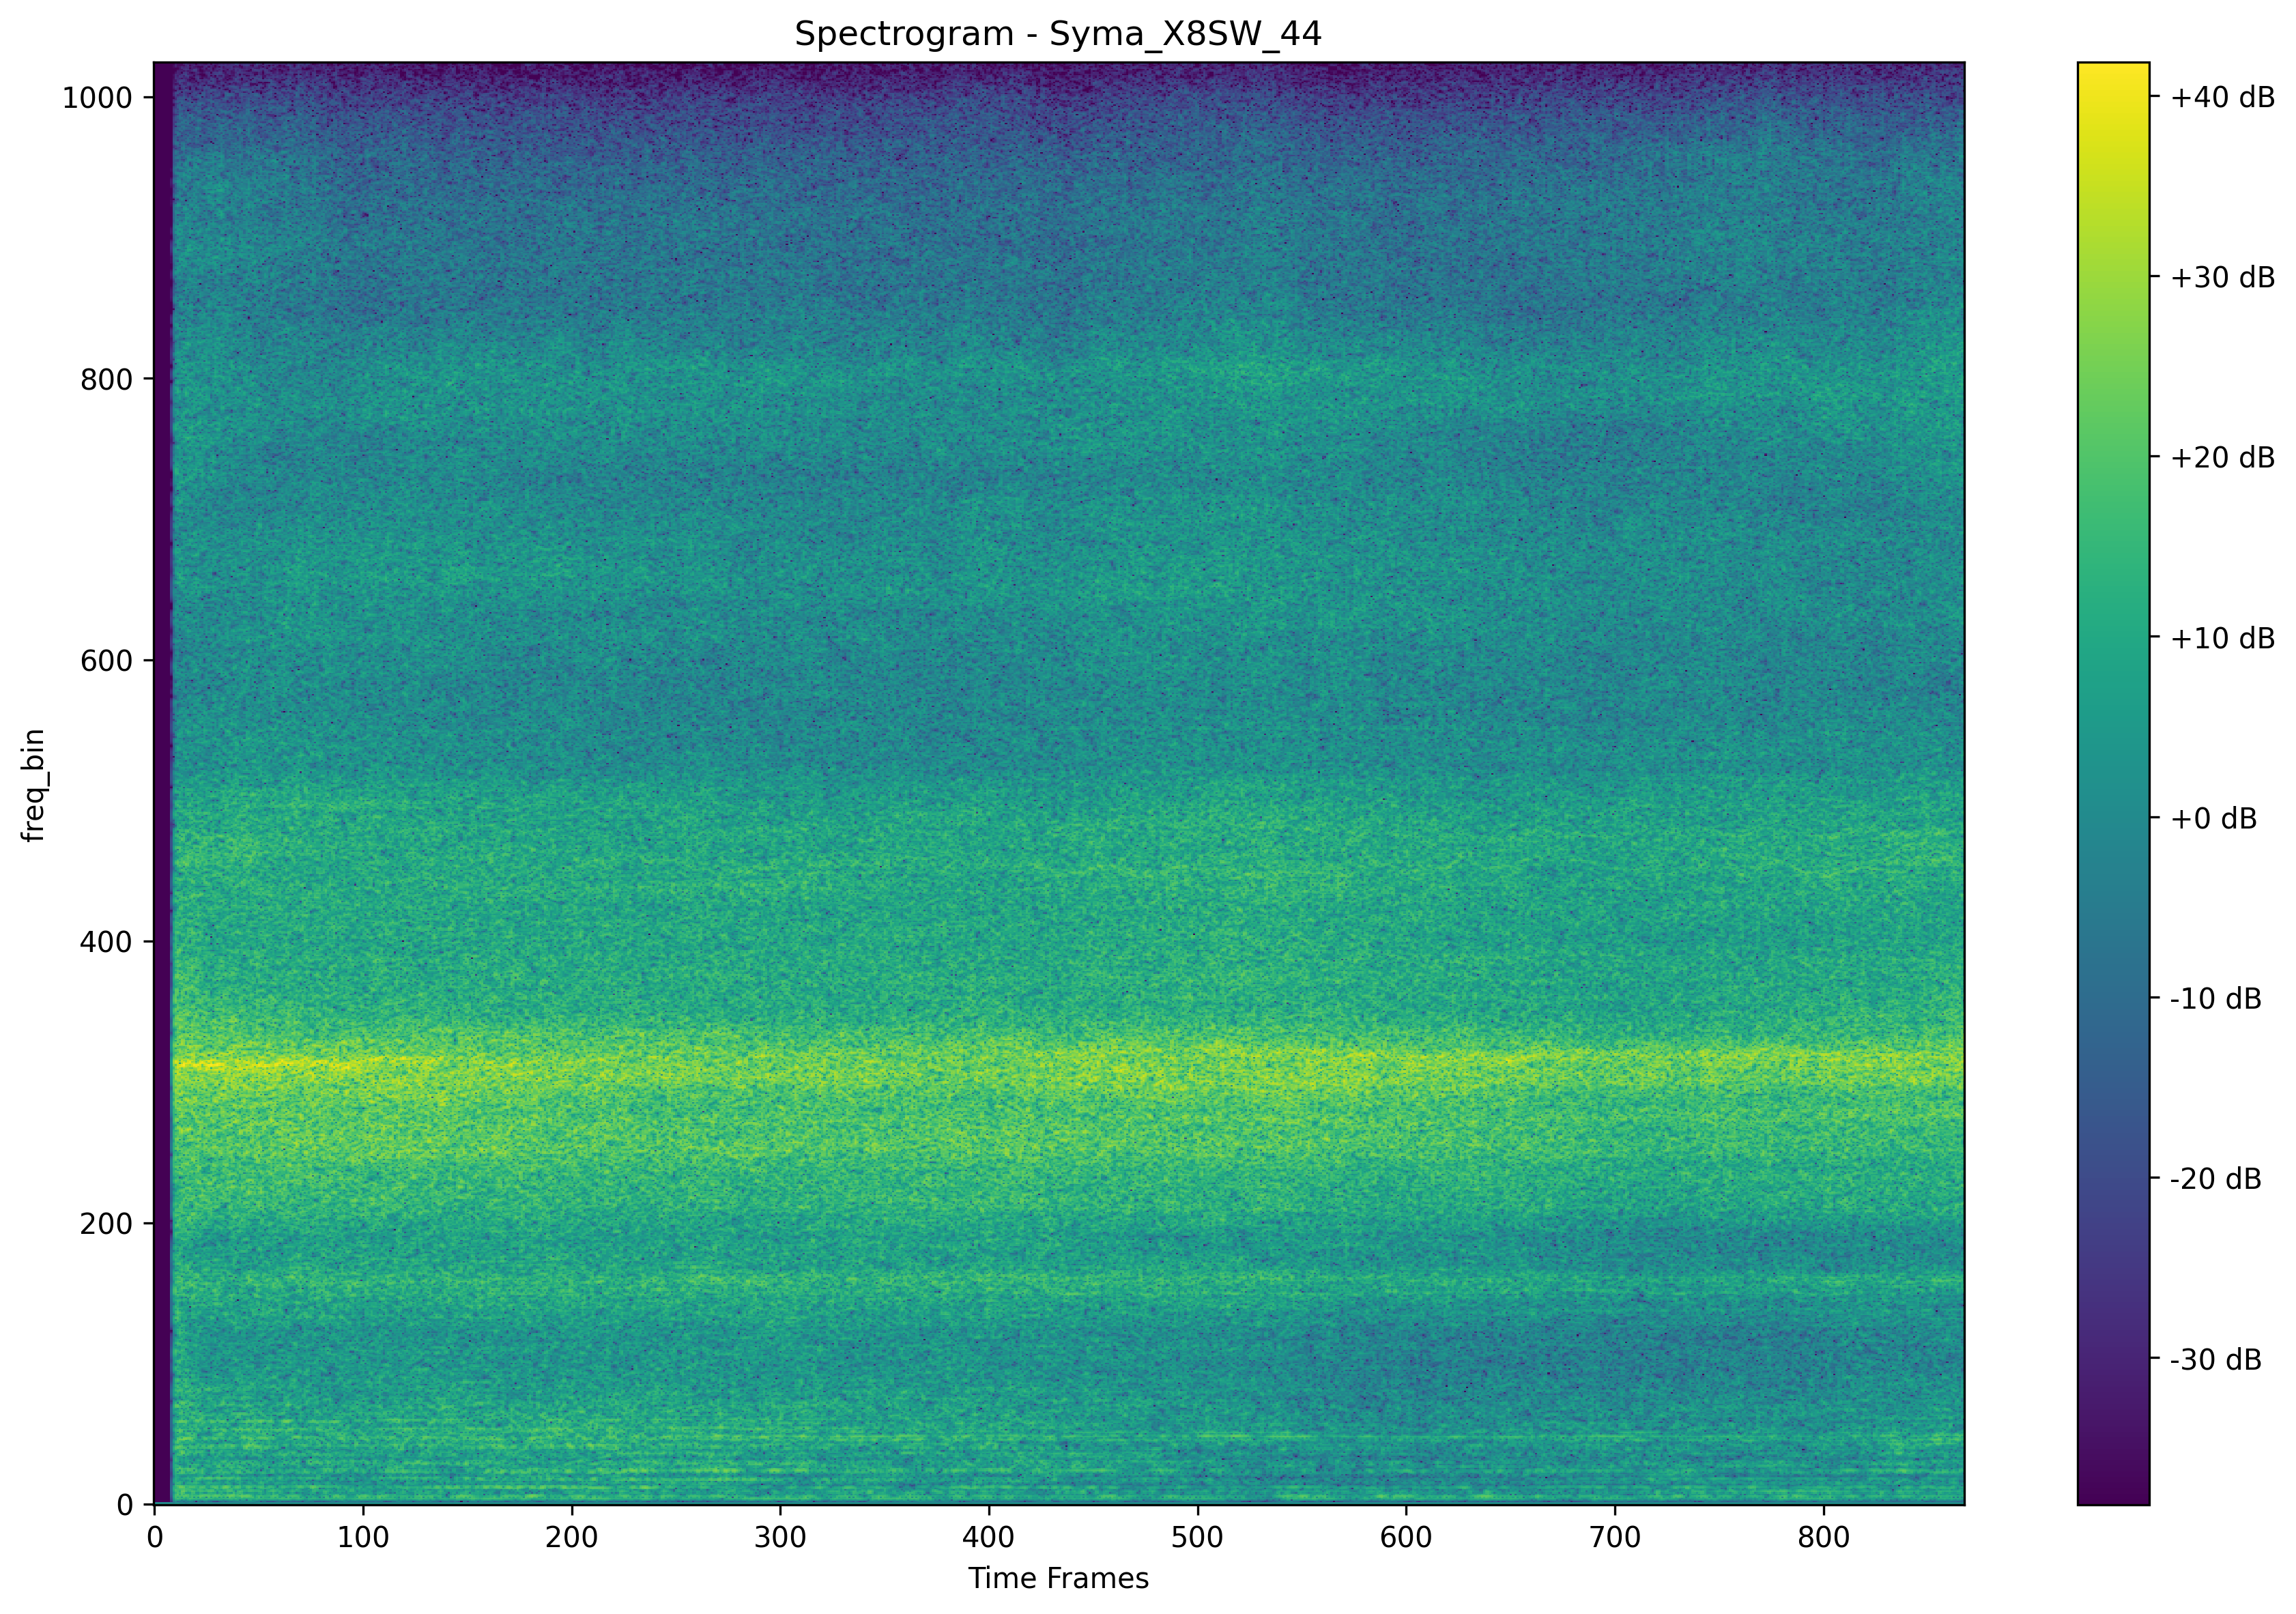 Spectrogram - Syma_X8SW_44
freq_bin
1000
800
600
400
200
0
0 100 200 300 400 500 600 700 800
Time Frames
+40 dB
+30 dB
+20 dB
+10 dB
+0 dB
-10 dB
-20 dB
-30 dB